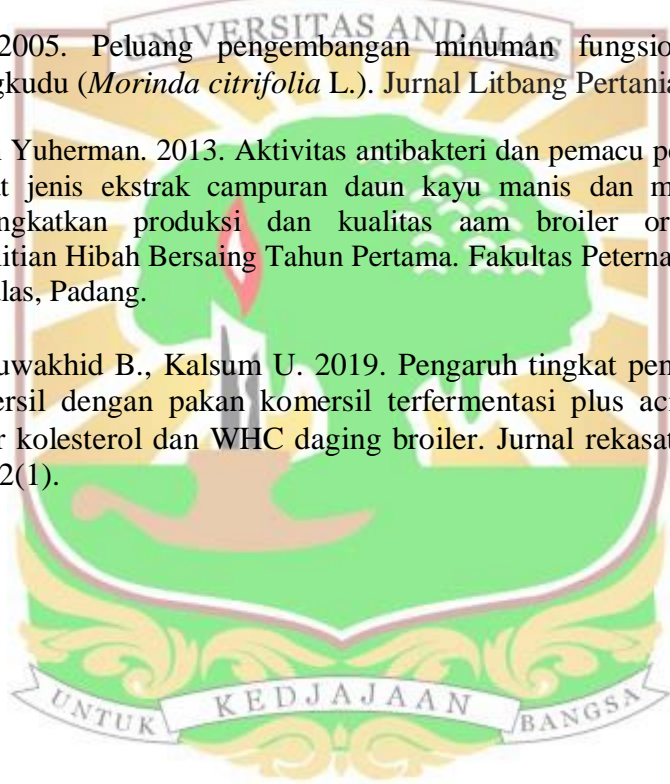 UNIVERSITAS ANDALAS
2005. Peluang pengembangan minuman fungsio
gkudu (Morinda citrifolia L.). Jurnal Litbang Pertania
Yuherman. 2013. Aktivitas antibakteri dan pemacu pe
t jenis ekstrak campuran daun kayu manis dan m
ngkatkan produksi dan kualitas aam broiler or
litian Hibah Bersaing Tahun Pertama. Fakultas Peterna
las, Padang.
uwakhid B., Kalsum U. 2019. Pengaruh tingkat pen
ersil dengan pakan komersil terfermentasi plus aci
r kolesterol dan WHC daging broiler. Jurnal rekasat
2(1).
UNTUK KEDJAJAAN BANGSA